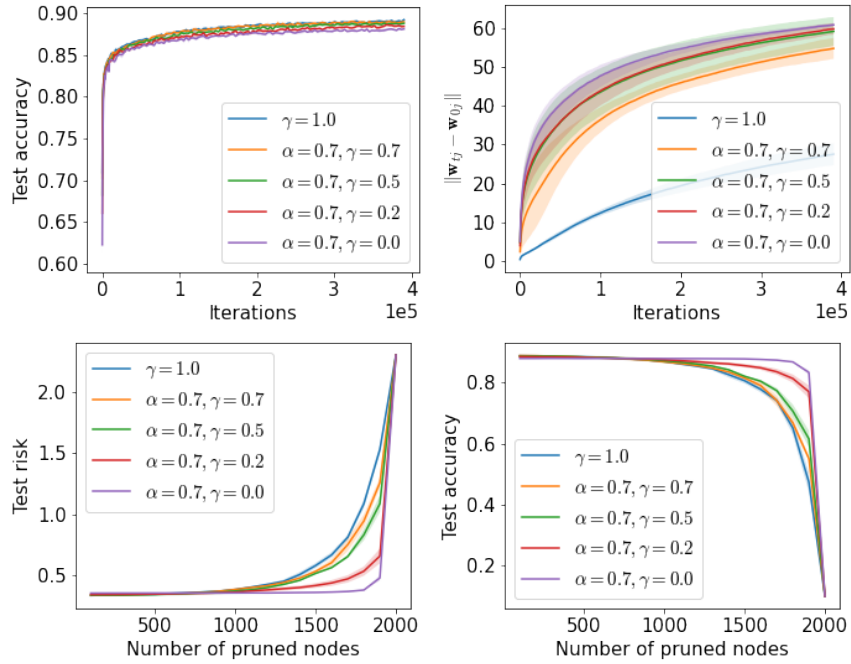 0.90
0.85
0.80
0.75
0.70
0.65
0.60
Test accuracy
γ = 1.0
α = 0.7, γ = 0.7
α = 0.7, γ = 0.5
α = 0.7, γ = 0.2
α = 0.7, γ = 0.0
0 1 2 3 4
Iterations
1e5
60
50
40
30
20
10
0
||w_{tj} − w_{0j}||
γ = 1.0
α = 0.7, γ = 0.7
α = 0.7, γ = 0.5
α = 0.7, γ = 0.2
α = 0.7, γ = 0.0
0 1 2 3 4
Iterations
1e5
2.0
1.5
1.0
0.5
Test risk
γ = 1.0
α = 0.7, γ = 0.7
α = 0.7, γ = 0.5
α = 0.7, γ = 0.2
α = 0.7, γ = 0.0
500 1000 1500 2000
Number of pruned nodes
0.8
0.6
0.4
0.2
Test accuracy
γ = 1.0
α = 0.7, γ = 0.7
α = 0.7, γ = 0.5
α = 0.7, γ = 0.2
α = 0.7, γ = 0.0
500 1000 1500 2000
Number of pruned nodes